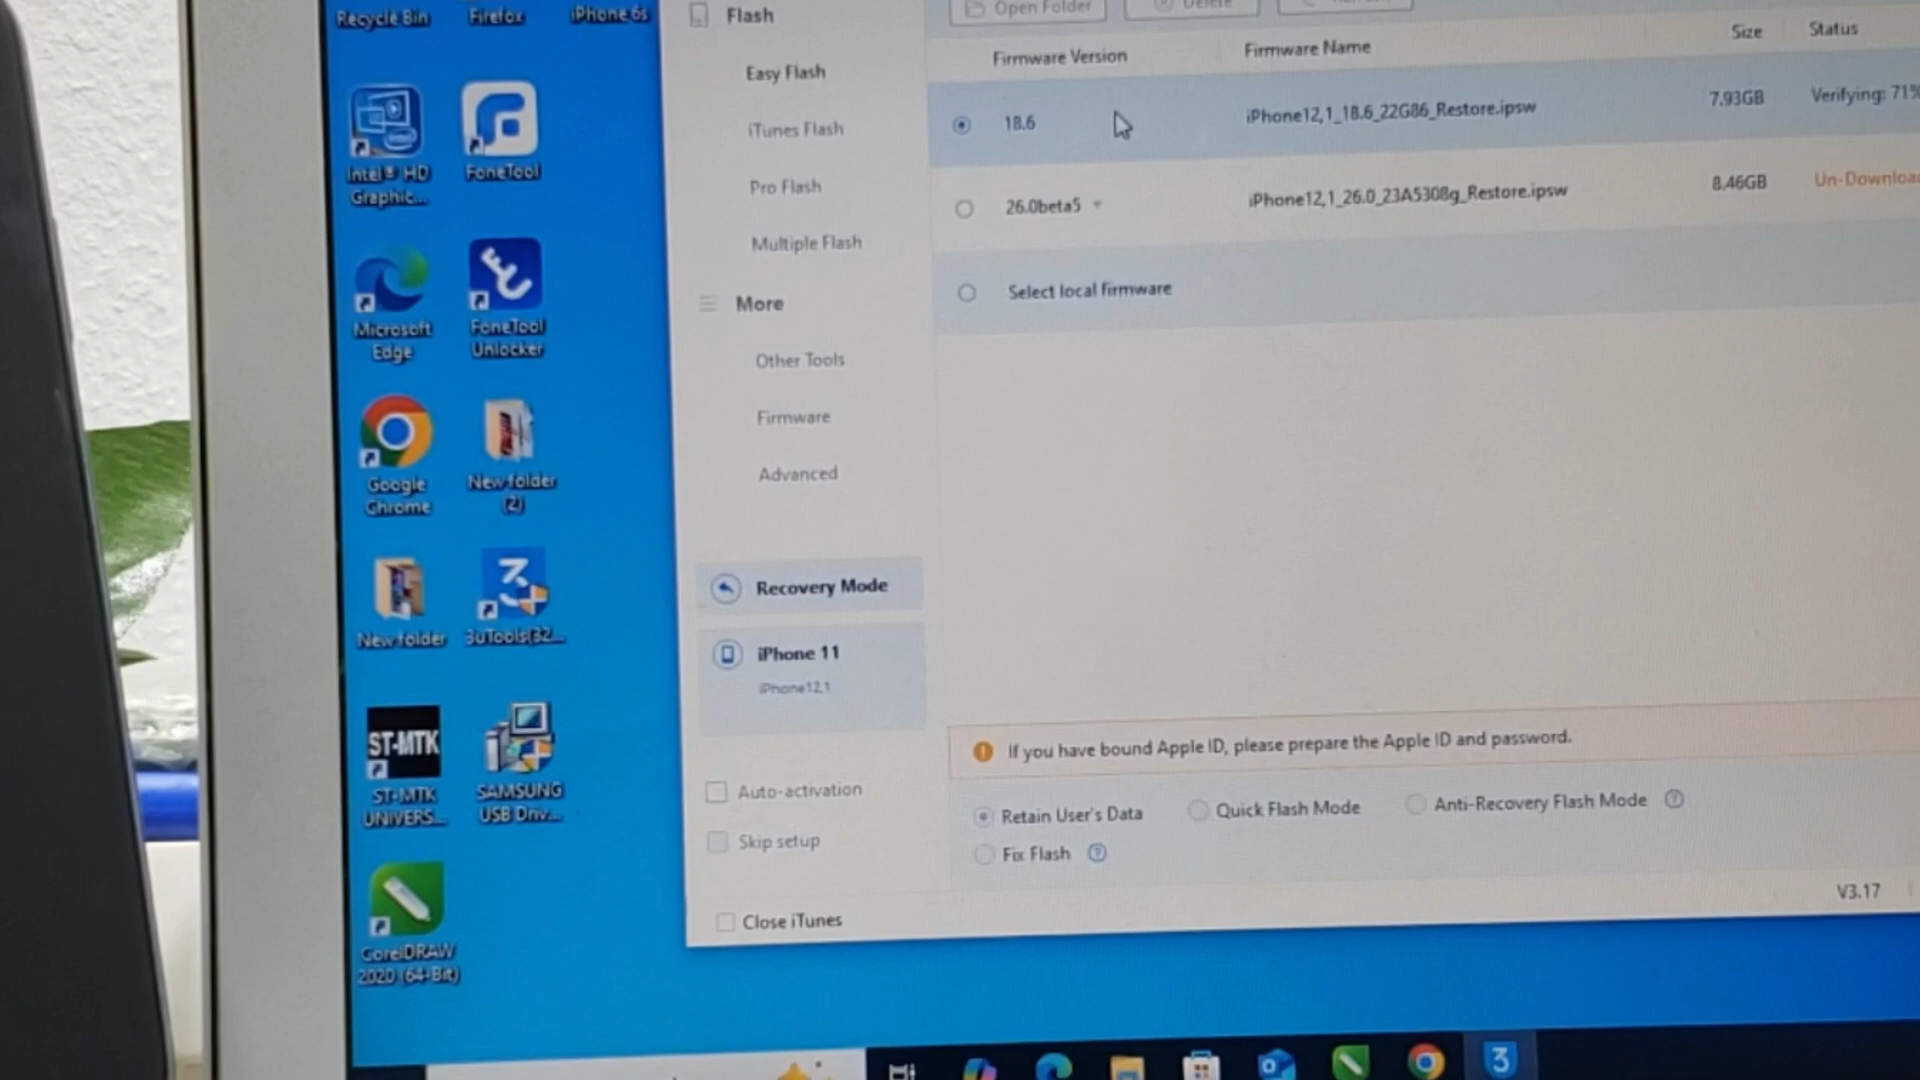 Recycle Bin
Firefox
iPhone 6s
Intel® HD
Graphic...
FoneTool
Microsoft
Edge
FoneTool
Unlocker
Google
Chrome
New folder
(2)
New folder
3uTools(32...
ST-MTK
ST-MTK
UNIVERS...
SAMSUNG
USB Driv...
CorelDRAW
2020 (64-Bit)
Flash
Easy Flash
iTunes Flash
Pro Flash
Multiple Flash
More
Other Tools
Firmware
Advanced
Recovery Mode
iPhone 11
iPhone12,1
Auto-activation
Skip setup
Close iTunes
Open Folder
Delete
Firmware Version
Firmware Name
Size
Status
18.6
iPhone12,1_18.6_22G86_Restore.ipsw
7.93GB
Verifying: 71%
26.0beta5
iPhone12,1_26.0_23A5308g_Restore.ipsw
8.46GB
Un-Downloa
Select local firmware
If you have bound Apple ID, please prepare the Apple ID and password.
Retain User's Data
Quick Flash Mode
Anti-Recovery Flash Mode
Fix Flash
V3.17